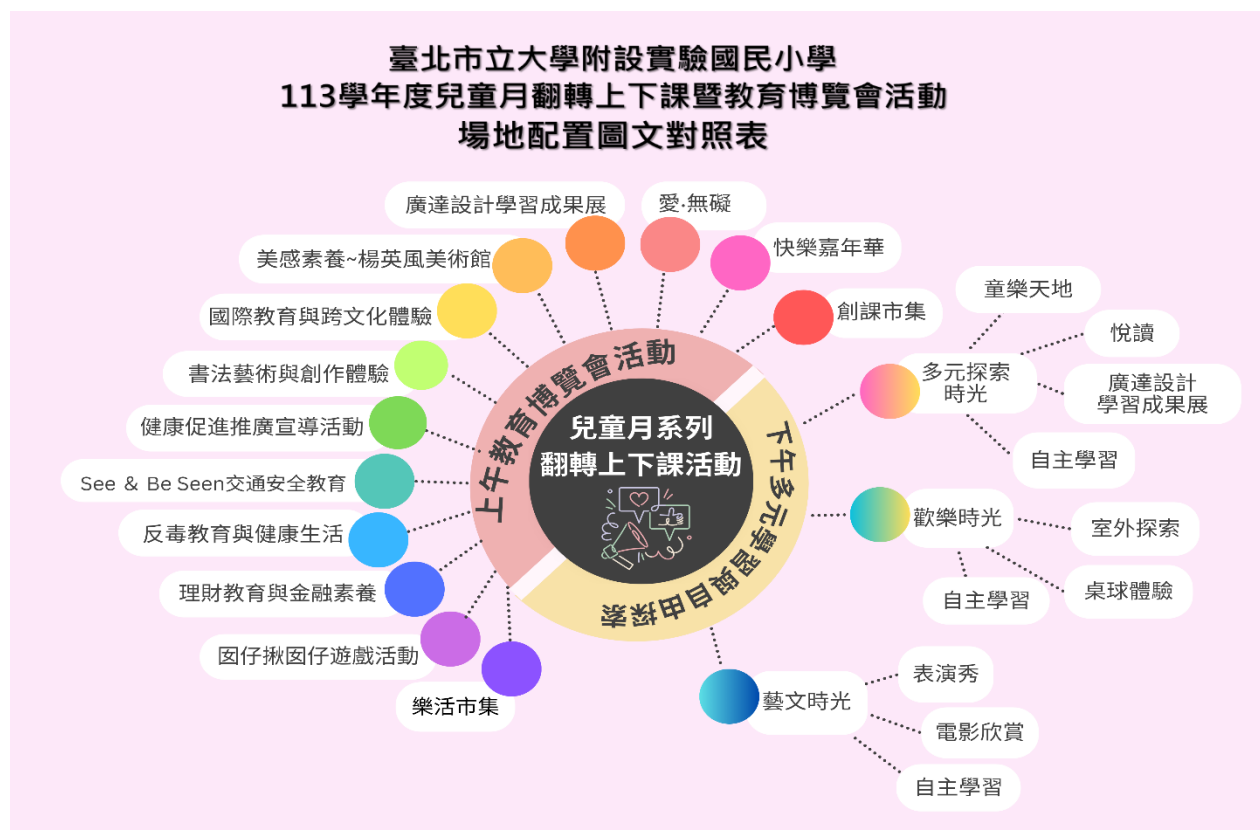 臺北市立大學附設實驗國民小學
113學年度兒童月翻轉上下課暨教育博覽會活動
場地配置圖文對照表
兒童月系列
翻轉上下課活動
上午教育博覽會活動
樂活市集
囡仔揪囡仔遊戲活動
理財教育與金融素養
反毒教育與健康生活
See & Be Seen交通安全教育
健康促進推廣宣導活動
書法藝術與創作體驗
國際教育與跨文化體驗
美感素養~楊英風美術館
廣達設計學習成果展
愛·無礙
快樂嘉年華
創課市集
下午多元學習與自由探索
多元探索
時光
童樂天地
悅讀
廣達設計
學習成果展
自主學習
歡樂時光
室外探索
桌球體驗
自主學習
藝文時光
表演秀
電影欣賞
自主學習